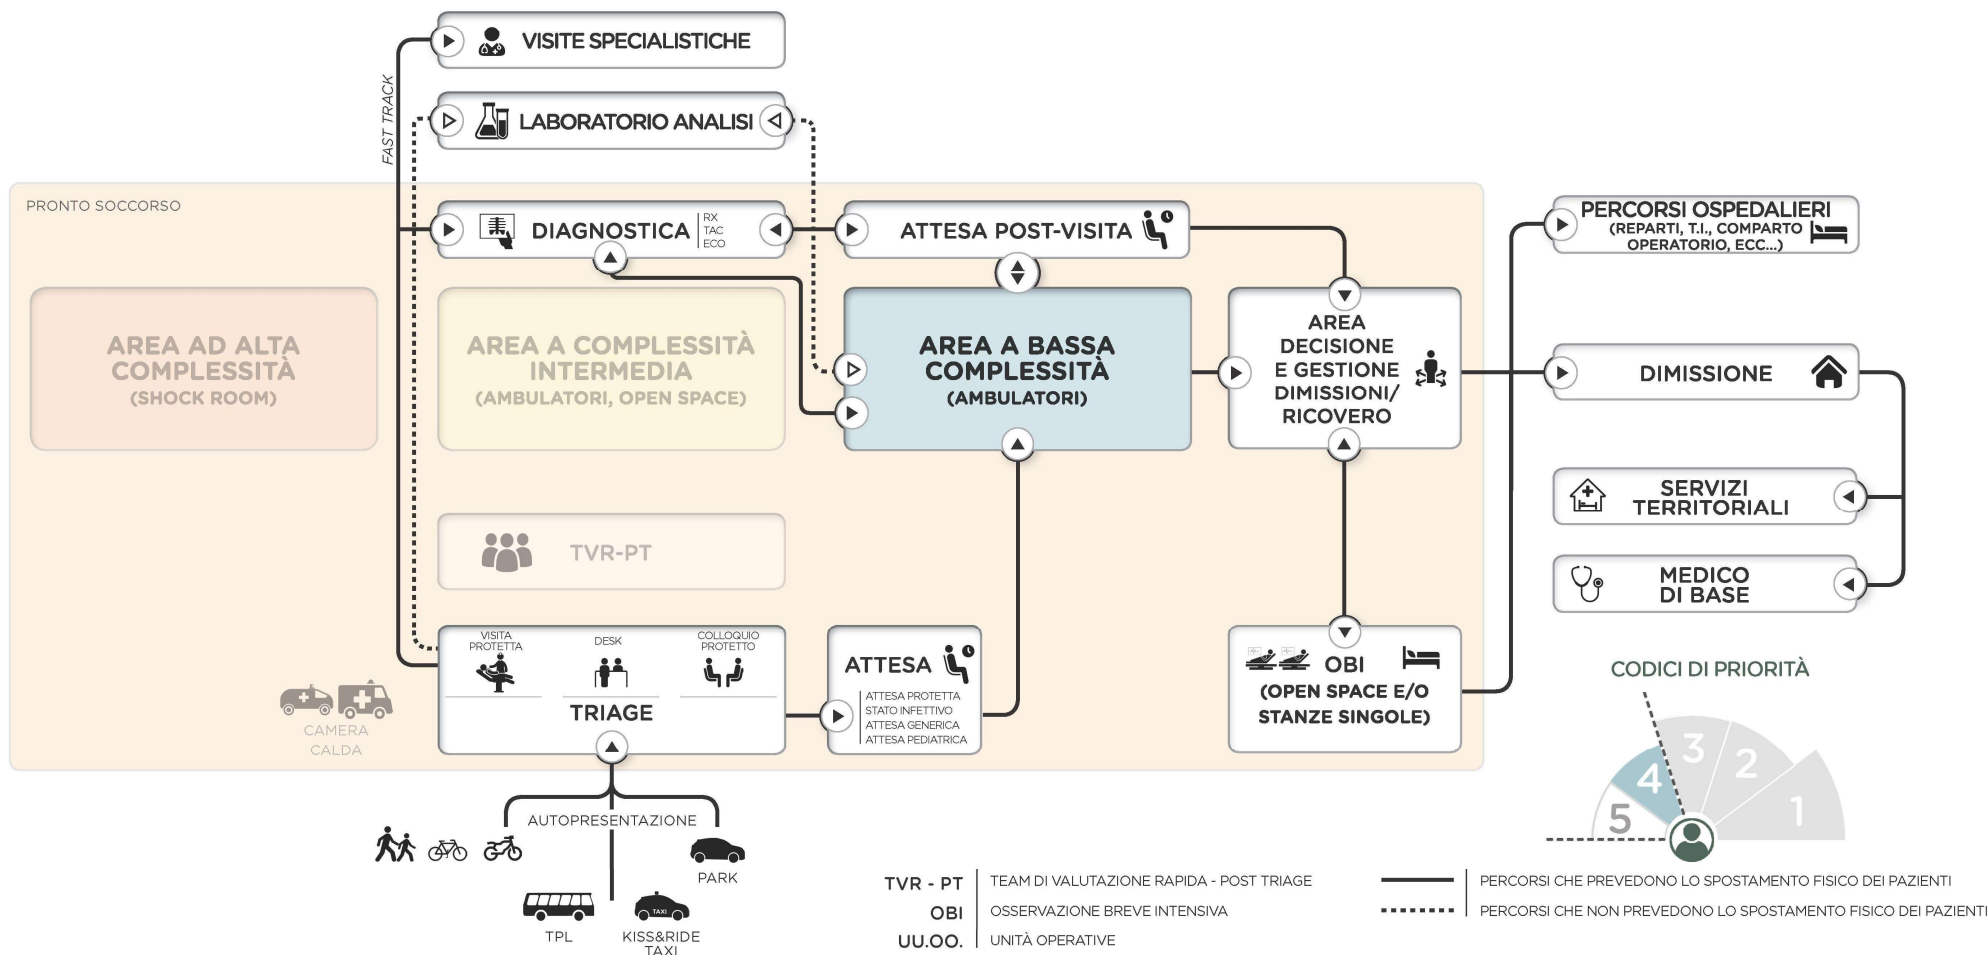 VISITE SPECIALISTICHE
FAST TRACK
LABORATORIO ANALISI
PRONTO SOCCORSO
DIAGNOSTICA
RX
TAC
ECO
ATTESA POST-VISITA
PERCORSI OSPEDALIERI
(REPARTI, T.I., COMPARTO
OPERATORIO, ECC...)
AREA AD ALTA
COMPLESSITÀ
(SHOCK ROOM)
AREA A COMPLESSITÀ
INTERMEDIA
(AMBULATORI, OPEN SPACE)
AREA A BASSA
COMPLESSITÀ
(AMBULATORI)
AREA
DECISIONE
E GESTIONE
DIMISSIONI/
RICOVERO
DIMISSIONE
SERVIZI
TERRITORIALI
MEDICO
DI BASE
TVR-PT
VISITA
PROTETTA
DESK
COLLOQUIO
PROTETTO
TRIAGE
ATTESA
ATTESA PROTETTA
STATO INFETTIVO
ATTESA GENERICA
ATTESA PEDIATRICA
OBI
(OPEN SPACE E/O
STANZE SINGOLE)
CAMERA
CALDA
CODICI DI PRIORITÀ
5
4
3
2
1
AUTOPRESENTAZIONE
PARK
TPL
TAXI
KISS&RIDE
TAXI
TVR - PT
TEAM DI VALUTAZIONE RAPIDA - POST TRIAGE
OBI
OSSERVAZIONE BREVE INTENSIVA
UU.OO.
UNITÀ OPERATIVE
PERCORSI CHE PREVEDONO LO SPOSTAMENTO FISICO DEI PAZIENTI
PERCORSI CHE NON PREVEDONO LO SPOSTAMENTO FISICO DEI PAZIENTI